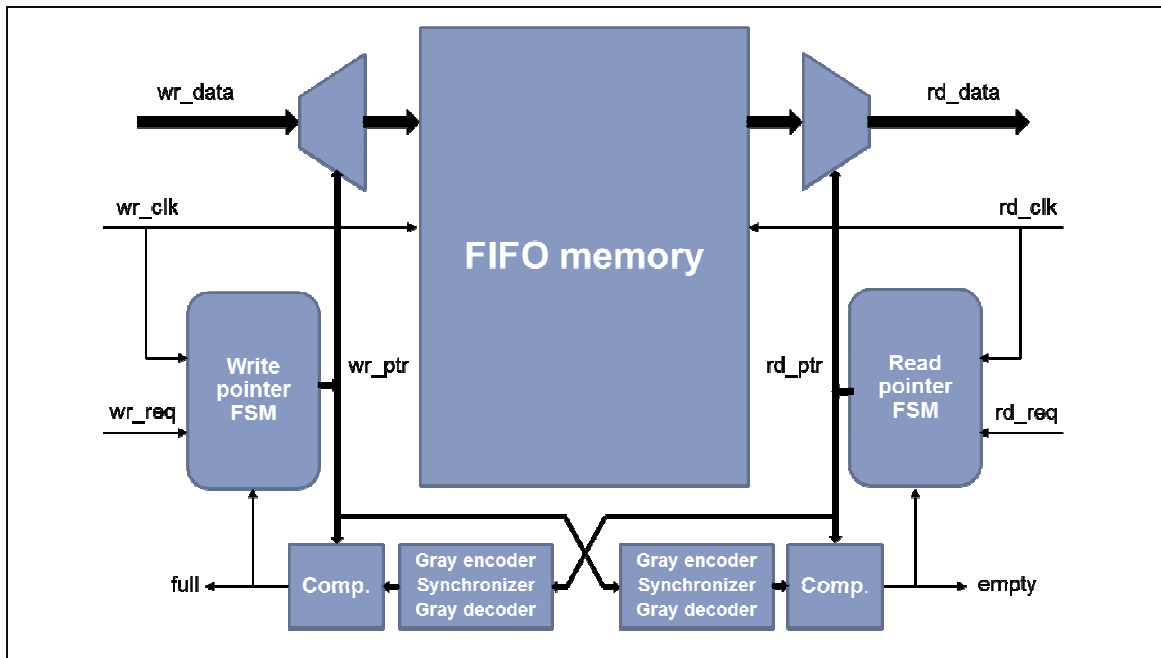 wr_data
rd_data
wr_clk
rd_clk
FIFO memory
Write
pointer
FSM
wr_ptr
rd_ptr
Read
pointer
FSM
wr_req
rd_req
full
Comp.
Gray encoder
Synchronizer
Gray decoder
Gray encoder
Synchronizer
Gray decoder
Comp.
empty